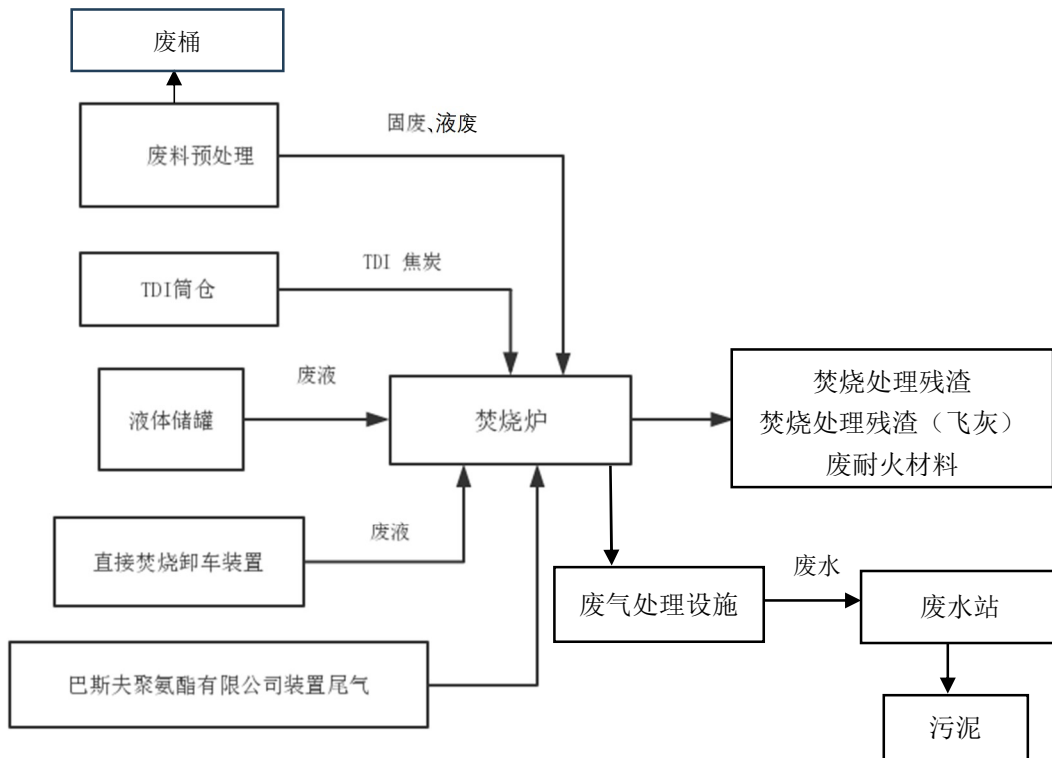 废桶
废料预处理
固废、液废
TDI筒仓
TDI 焦炭
液体储罐
废液
焚烧炉
焚烧处理残渣
焚烧处理残渣（飞灰）
废耐火材料
直接焚烧卸车装置
废液
废气处理设施
废水
废水站
巴斯夫聚氨酯有限公司装置尾气
污泥